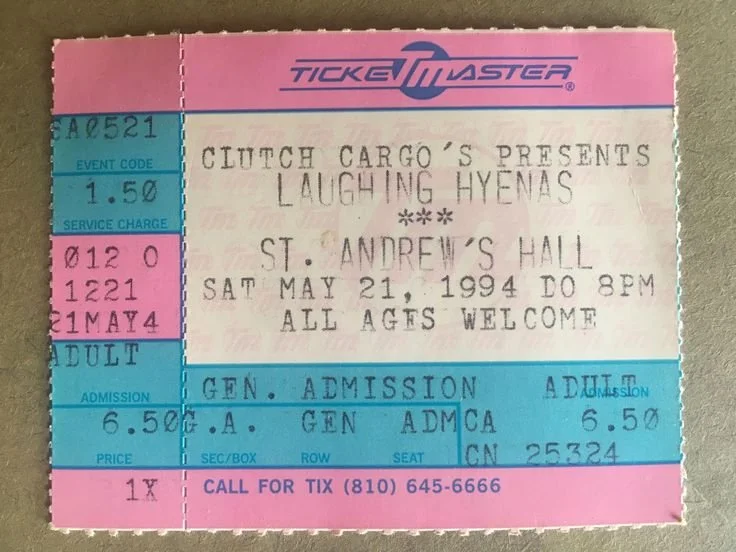 TICKETMASTER®
SA0521
EVENT CODE
1.50
SERVICE CHARGE
012 0
1221
21MAY4
ADULT
ADMISSION
6.50
PRICE
1X
CLUTCH CARGO'S PRESENTS
LAUGHING HYENAS
***
ST. ANDREW'S HALL
SAT MAY 21, 1994 DO 8PM
ALL AGES WELCOME
GEN. ADMISSION ADULT
ADMISSION
G.A. GEN ADM CA 6.50
SEC/BOX ROW SEAT
CN 25324
CALL FOR TIX (810) 645-6666